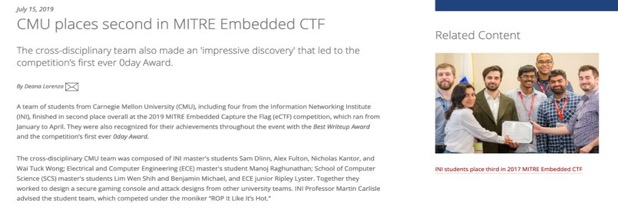 July 15, 2019
CMU places second in MITRE Embedded CTF
The cross-disciplinary team also made an 'impressive discovery' that led to the
competition's first ever 0day Award.
By Deana Lorenzo
A team of students from Carnegie Mellon University (CMU), including four from the Information Networking Institute
(INI), finished in second place overall at the 2019 MITRE Embedded Capture the Flag (eCTF) competition, which ran from
January to April. They were also recognized for their achievements throughout the event with the Best Writeup Award
and the competition's first ever 0day Award.
The cross-disciplinary CMU team was composed of INI master's students Sam Dlinn, Alex Fulton, Nicholas Kantor, and
Wai Tuck Wong; Electrical and Computer Engineering (ECE) master's student Manoj Raghunathan; School of Computer
Science (SCS) master's students Lim Wen Shih and Benjamin Michael, and ECE junior Ripley Lyster. Together they
worked to design a secure gaming console and attack designs from other university teams. INI Professor Martin Carlisle
advised the student team, which competed under the moniker "ROP It Like It's Hot."
Related Content
INI students place third in 2017 MITRE Embedded CTF